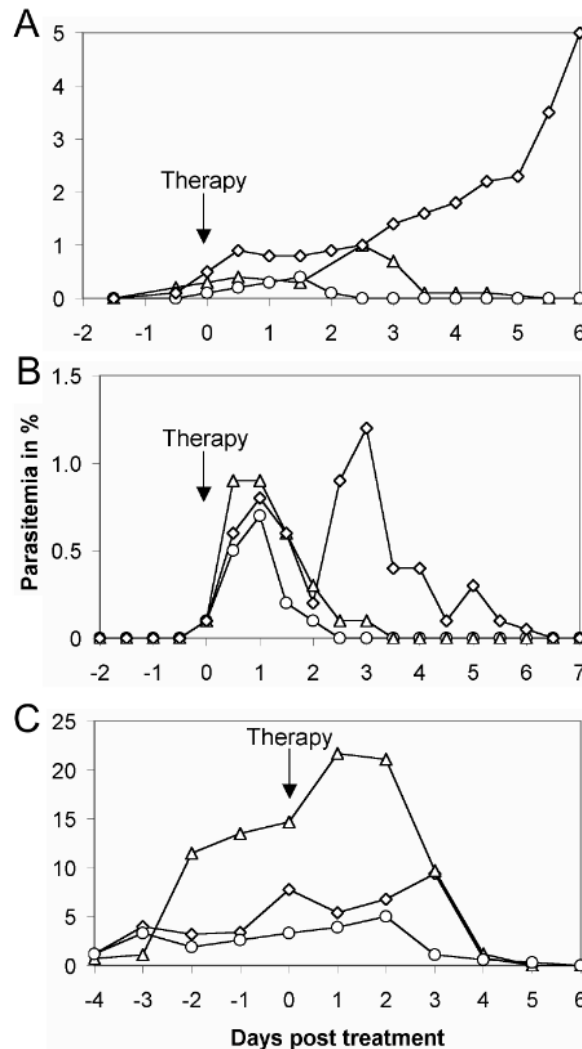 A
5
4
3
2
1
0
Therapy
-2 -1 0 1 2 3 4 5 6
B
1.5
1.0
0.5
0
Therapy
-2 -1 0 1 2 3 4 5 6 7
Parasitemia in %
C
25
20
15
10
5
0
Therapy
-4 -3 -2 -1 0 1 2 3 4 5 6
Days post treatment